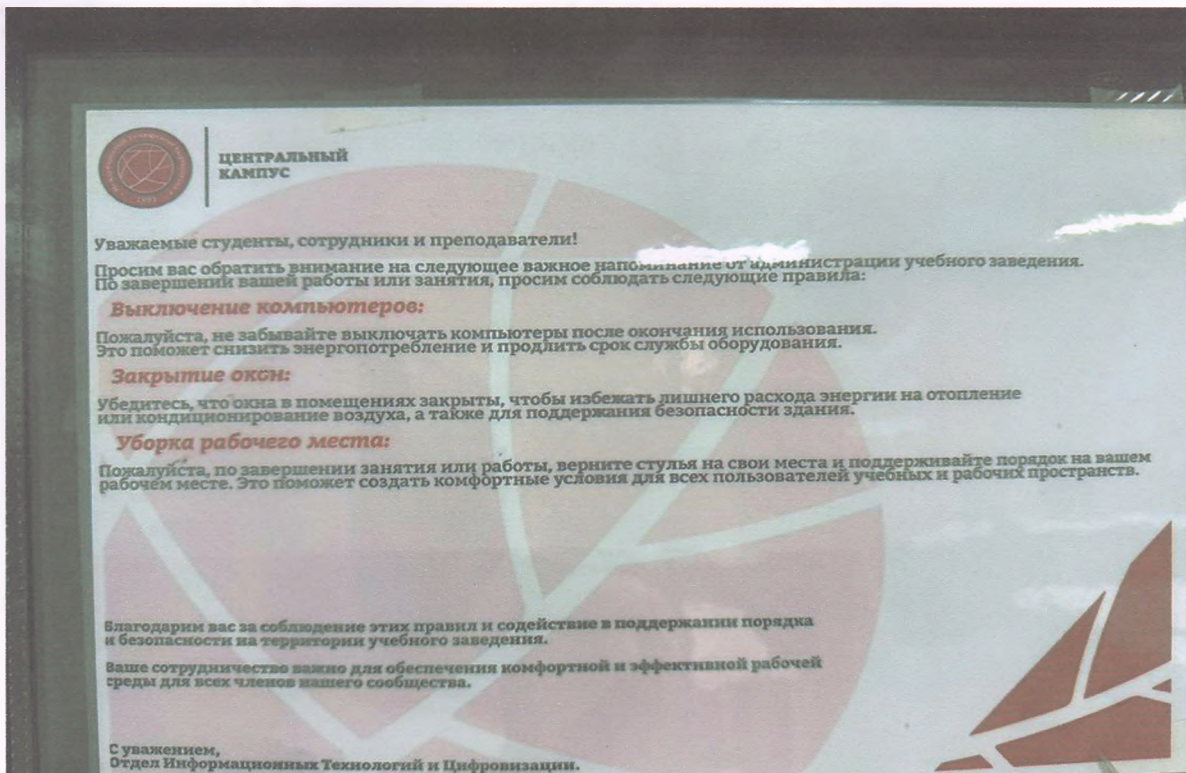 ЦЕНТРАЛЬНЫЙ
КАМПУС
Уважаемые студенты, сотрудники и преподаватели!
Просим вас обратить внимание на следующее важное напоминание от администрации учебного заведения.
По завершении вашей работы или занятия, просим соблюдать следующие правила:
Выключение компьютеров:
Пожалуйста, не забывайте выключать компьютеры после окончания использования.
Это поможет снизить энергопотребление и продлить срок службы оборудования.
Закрытие окон:
Убедитесь, что окна в помещениях закрыты, чтобы избежать лишнего расхода энергии на отопление
или кондиционирование воздуха, а также для поддержания безопасности здания.
Уборка рабочего места:
Пожалуйста, по завершении занятия или работы, верните стулья на свои места и поддерживайте порядок на вашем
рабочем месте. Это поможет создать комфортные условия для всех пользователей учебных и рабочих пространств.
Благодарим вас за соблюдение этих правил и содействие в поддержании порядка
и безопасности на территории учебного заведения.
Ваше сотрудничество важно для обеспечения комфортной и эффективной рабочей
среды для всех членов нашего сообщества.
С уважением,
Отдел Информационных Технологий и Цифровизации.